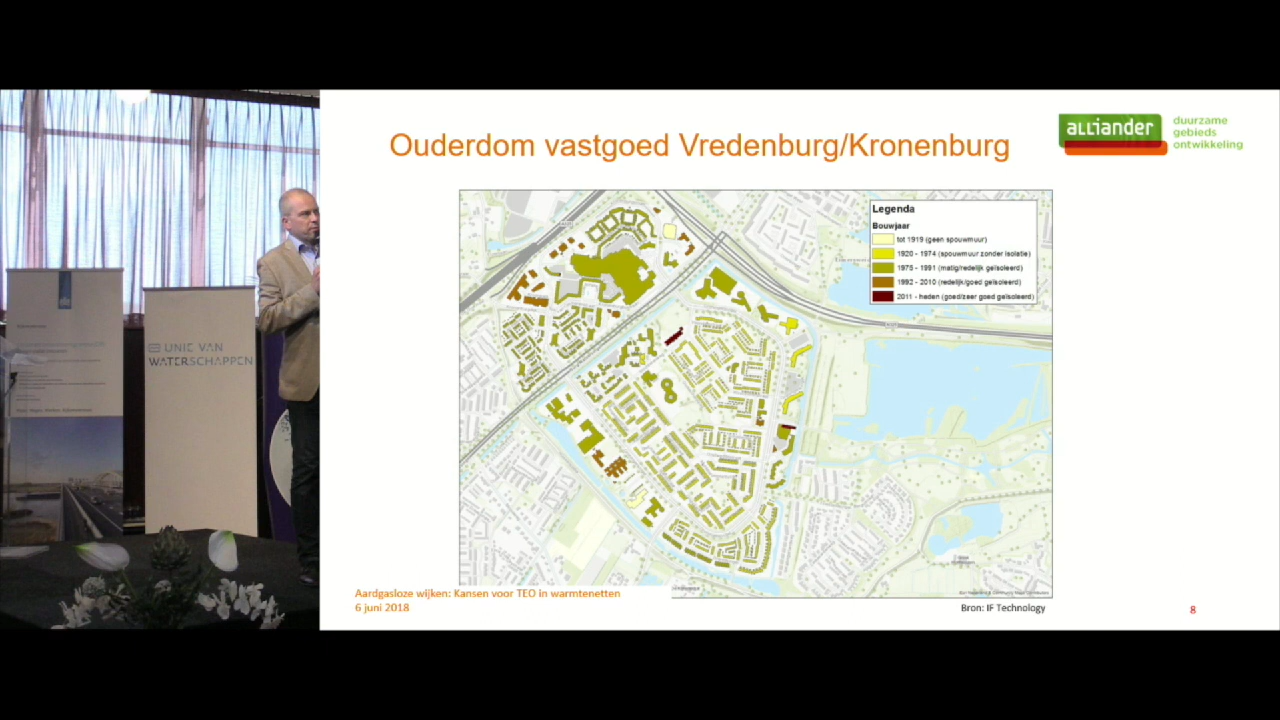 Ouderdom vastgoed Vredenburg/Kronenburg
alliander
duurzame
gebieds
ontwikkeling
Legenda
Bouwjaar
tot 1919 (geen spouwmuur)
1920 - 1974 (spouwmuur zonder isolatie)
1975 - 1991 (matig/redelijk geïsoleerd)
1992 - 2010 (redelijk/goed geïsoleerd)
2011 - heden (goed/zeer goed geïsoleerd)
UNIE VAN
WATERSCHAPPEN
Aardgasloze wijken: Kansen voor TEO in warmtenetten
6 juni 2018
Bron: IF Technology
8